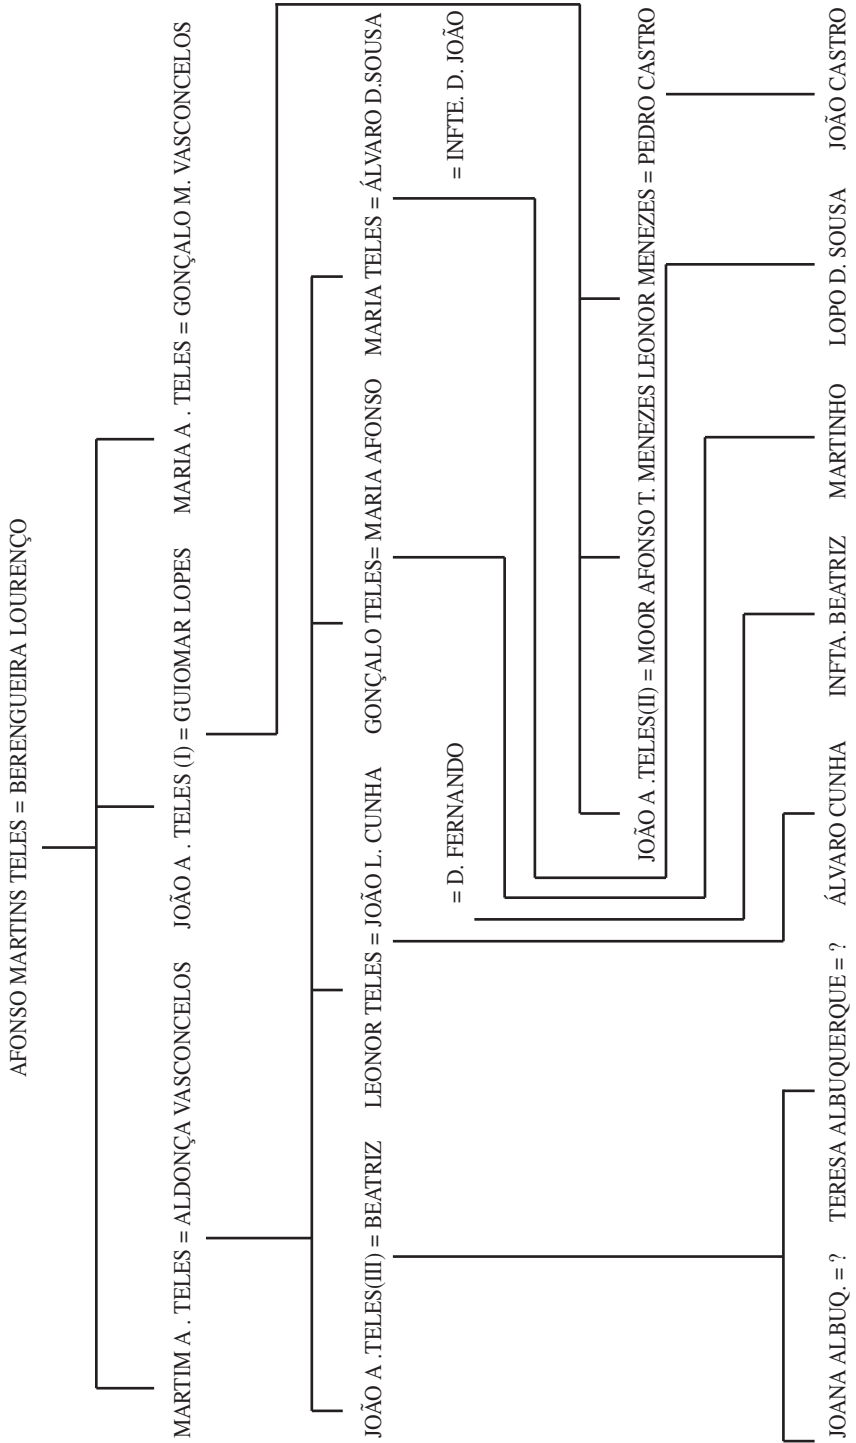 AFONSO MARTINS TELES = BERENGUEIRA LOURENÇO
MARTIM A . TELES = ALDONÇA VASCONCELOS JOÃO A . TELES (I) = GUIOMAR LOPES MARIA A . TELES = GONÇALO M. VASCONCELOS
JOÃO A .TELES(III) = BEATRIZ LEONOR TELES = JOÃO L. CUNHA GONÇALO TELES= MARIA AFONSO MARIA TELES = ÁLVARO D.SOUSA
= D. FERNANDO = INFTE. D. JOÃO
JOÃO A .TELES(II) = MOOR AFONSO T. MENEZES LEONOR MENEZES = PEDRO CASTRO
JOANA ALBUQ. = ? TERESA ALBUQUERQUE = ? ÁLVARO CUNHA INFTA. BEATRIZ MARTINHO LOPO D. SOUSA JOÃO CASTRO